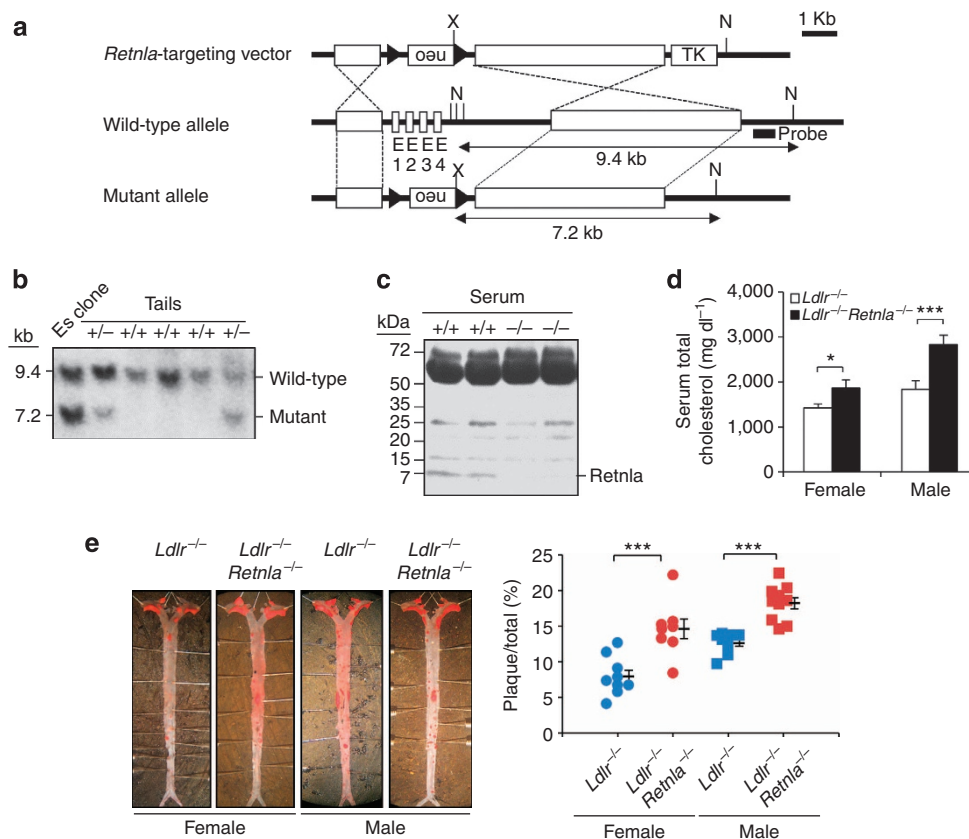 a
X
N
1 Kb
Retnla-targeting vector
neo
TK
N
N
Wild-type allele
Probe
E E E E
1 2 3 4
9.4 kb
X
N
Mutant allele
neo
7.2 kb
b
Es clone
Tails
+/– +/+ +/+ +/+ +/–
kb
9.4
Wild-type
7.2
Mutant
c
Serum
kDa
+/+ +/+ –/– –/–
72
50
35
25
20
15
7
Retnla
d
Serum total cholesterol (mg dl⁻¹)
4,000
3,000
2,000
1,000
0
Ldlr⁻/⁻
Ldlr⁻/⁻Retnla⁻/⁻
*
***
Female Male
e
Ldlr⁻/⁻ Ldlr⁻/⁻ Ldlr⁻/⁻ Ldlr⁻/⁻
Retnla⁻/⁻ Retnla⁻/⁻
Female Male
Plaque/total (%)
25
20
15
10
5
0
*** ***
Ldlr⁻/⁻
Ldlr⁻/⁻
Retnla⁻/⁻
Ldlr⁻/⁻
Ldlr⁻/⁻
Retnla⁻/⁻
Female Male